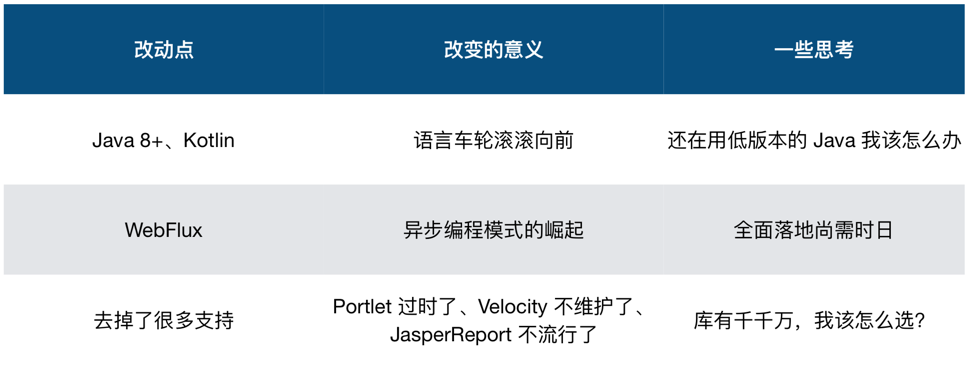 改动点
改变的意义
一些思考
Java 8+、Kotlin
语言车轮滚滚向前
还在用低版本的 Java 我该怎么办
WebFlux
异步编程模式的崛起
全面落地尚需时日
去掉了很多支持
Portlet 过时了、Velocity 不维护了、
JasperReport 不流行了
库有千千万，我该怎么选?